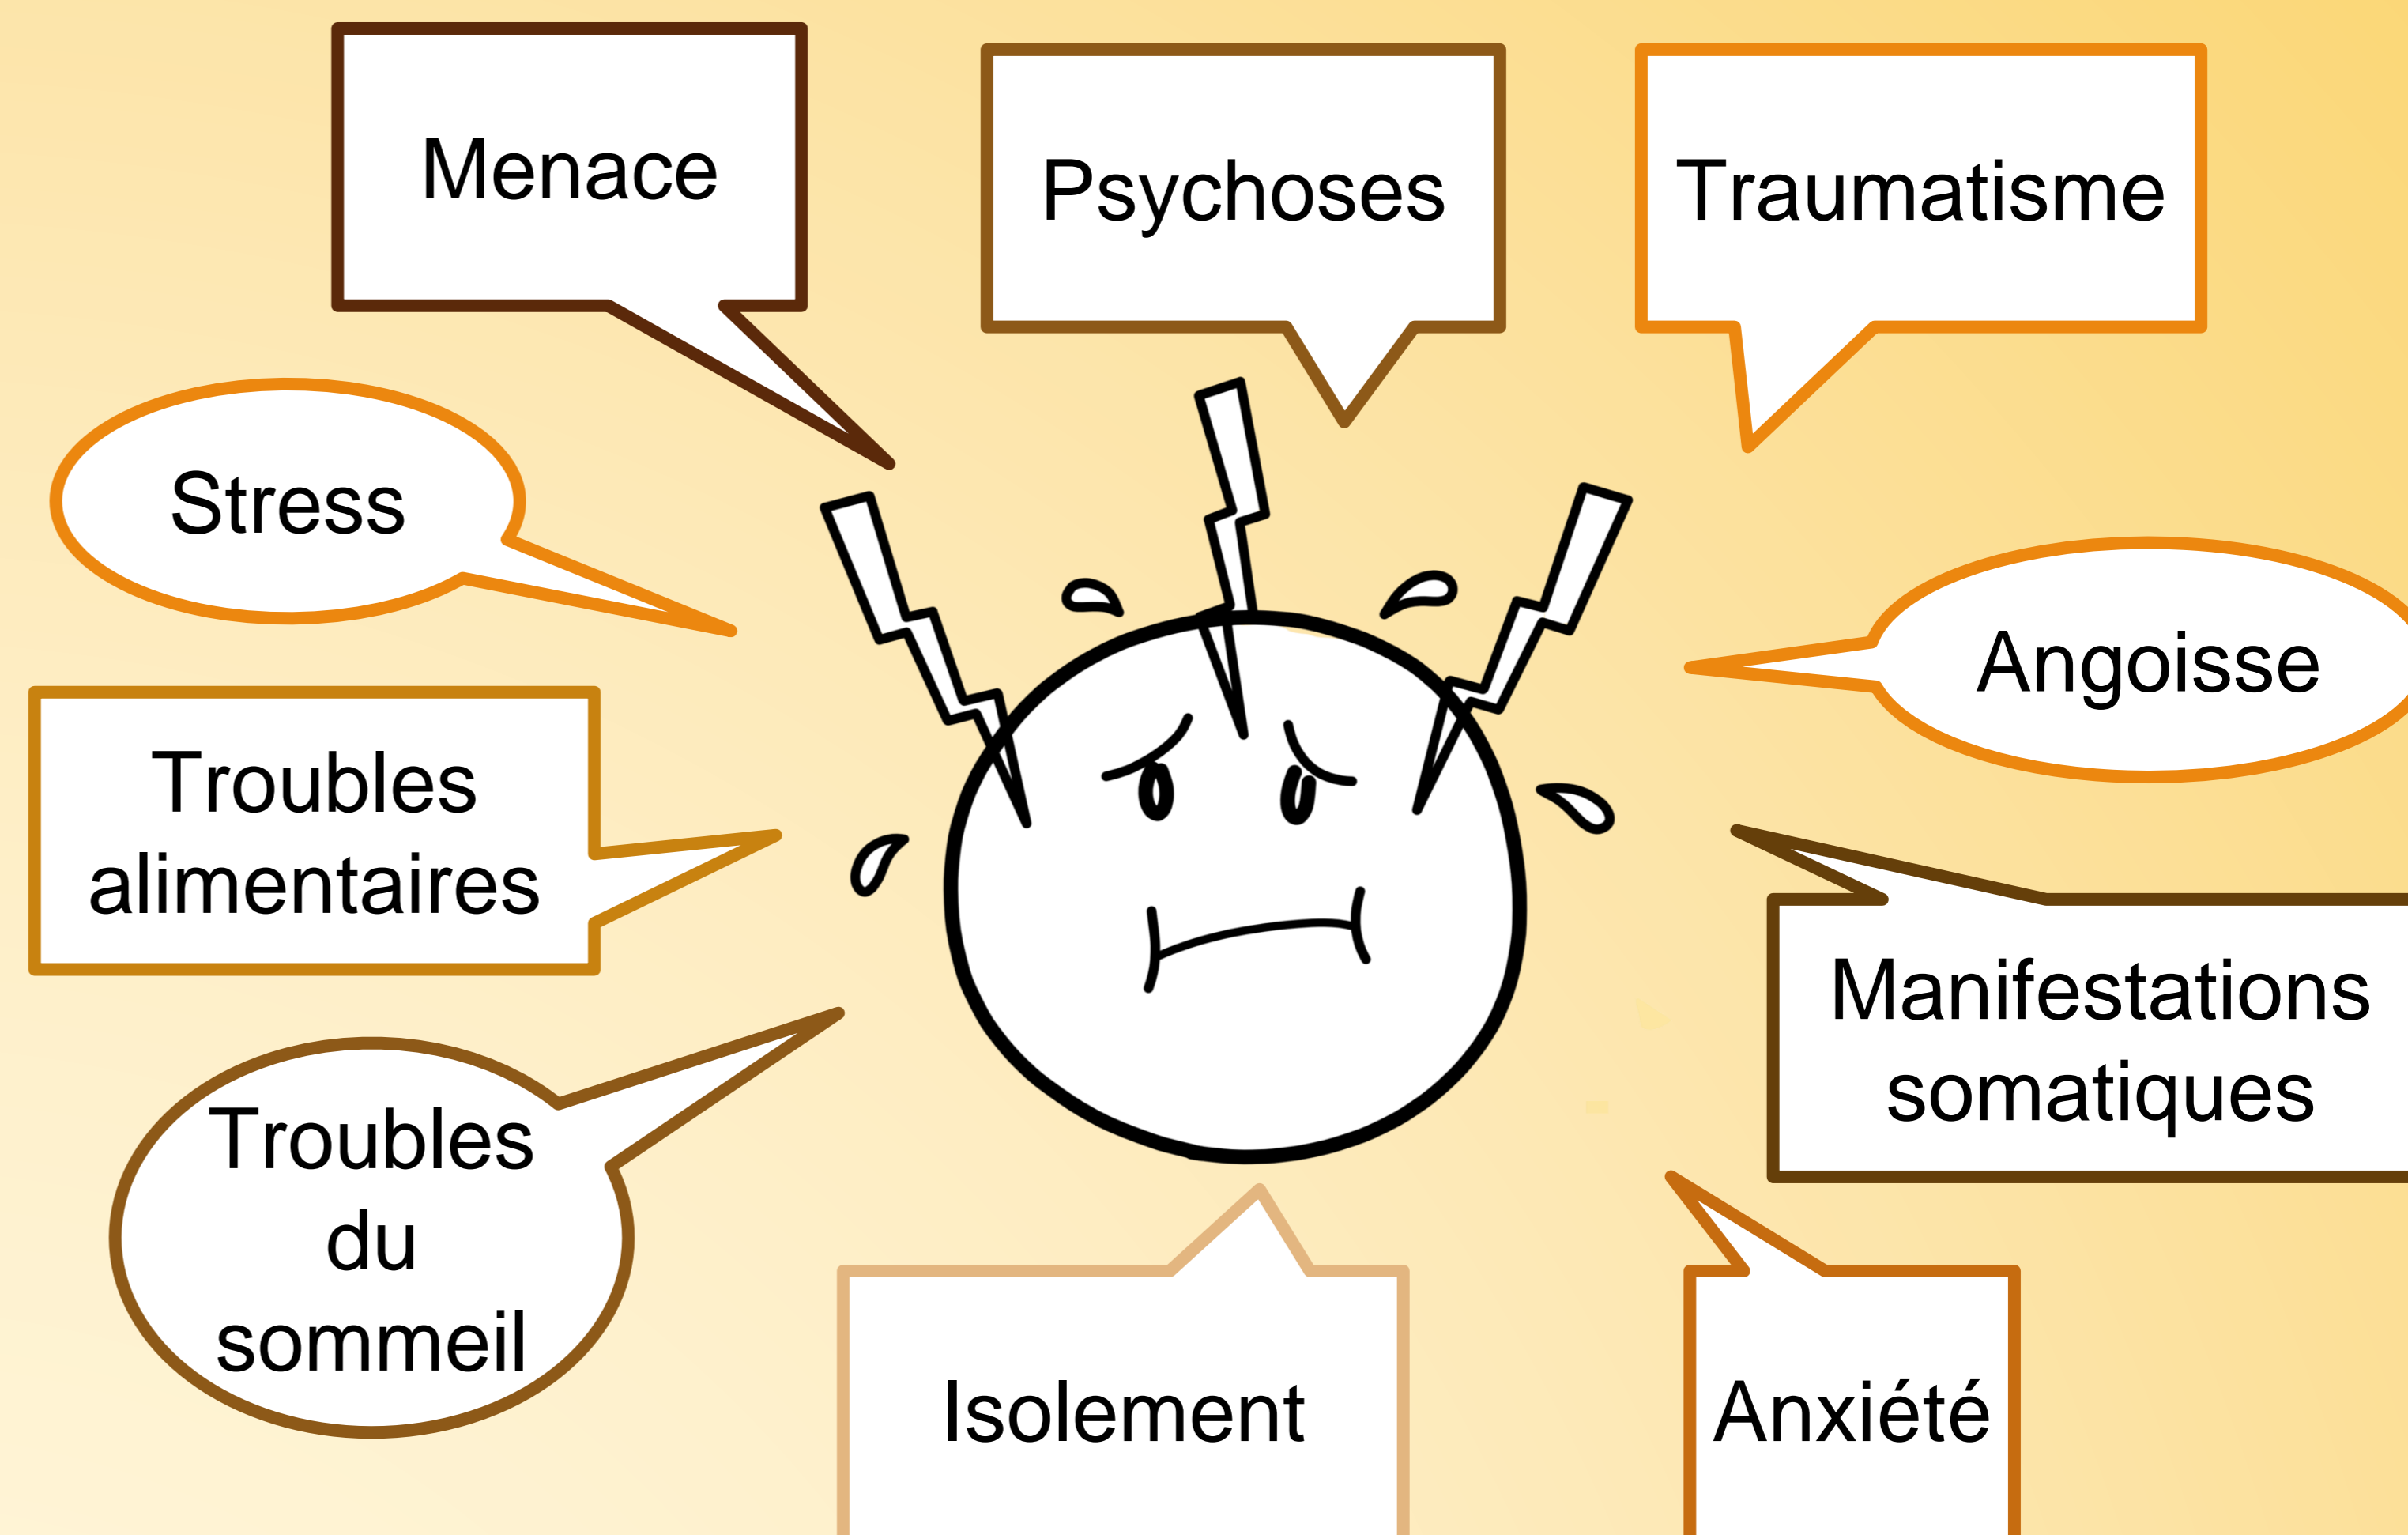 Menace
Psychoses
Traumatisme
Stress
Angoisse
Troubles
alimentaires
Manifestations
somatiques
Troubles
du
sommeil
Isolement
Anxiété